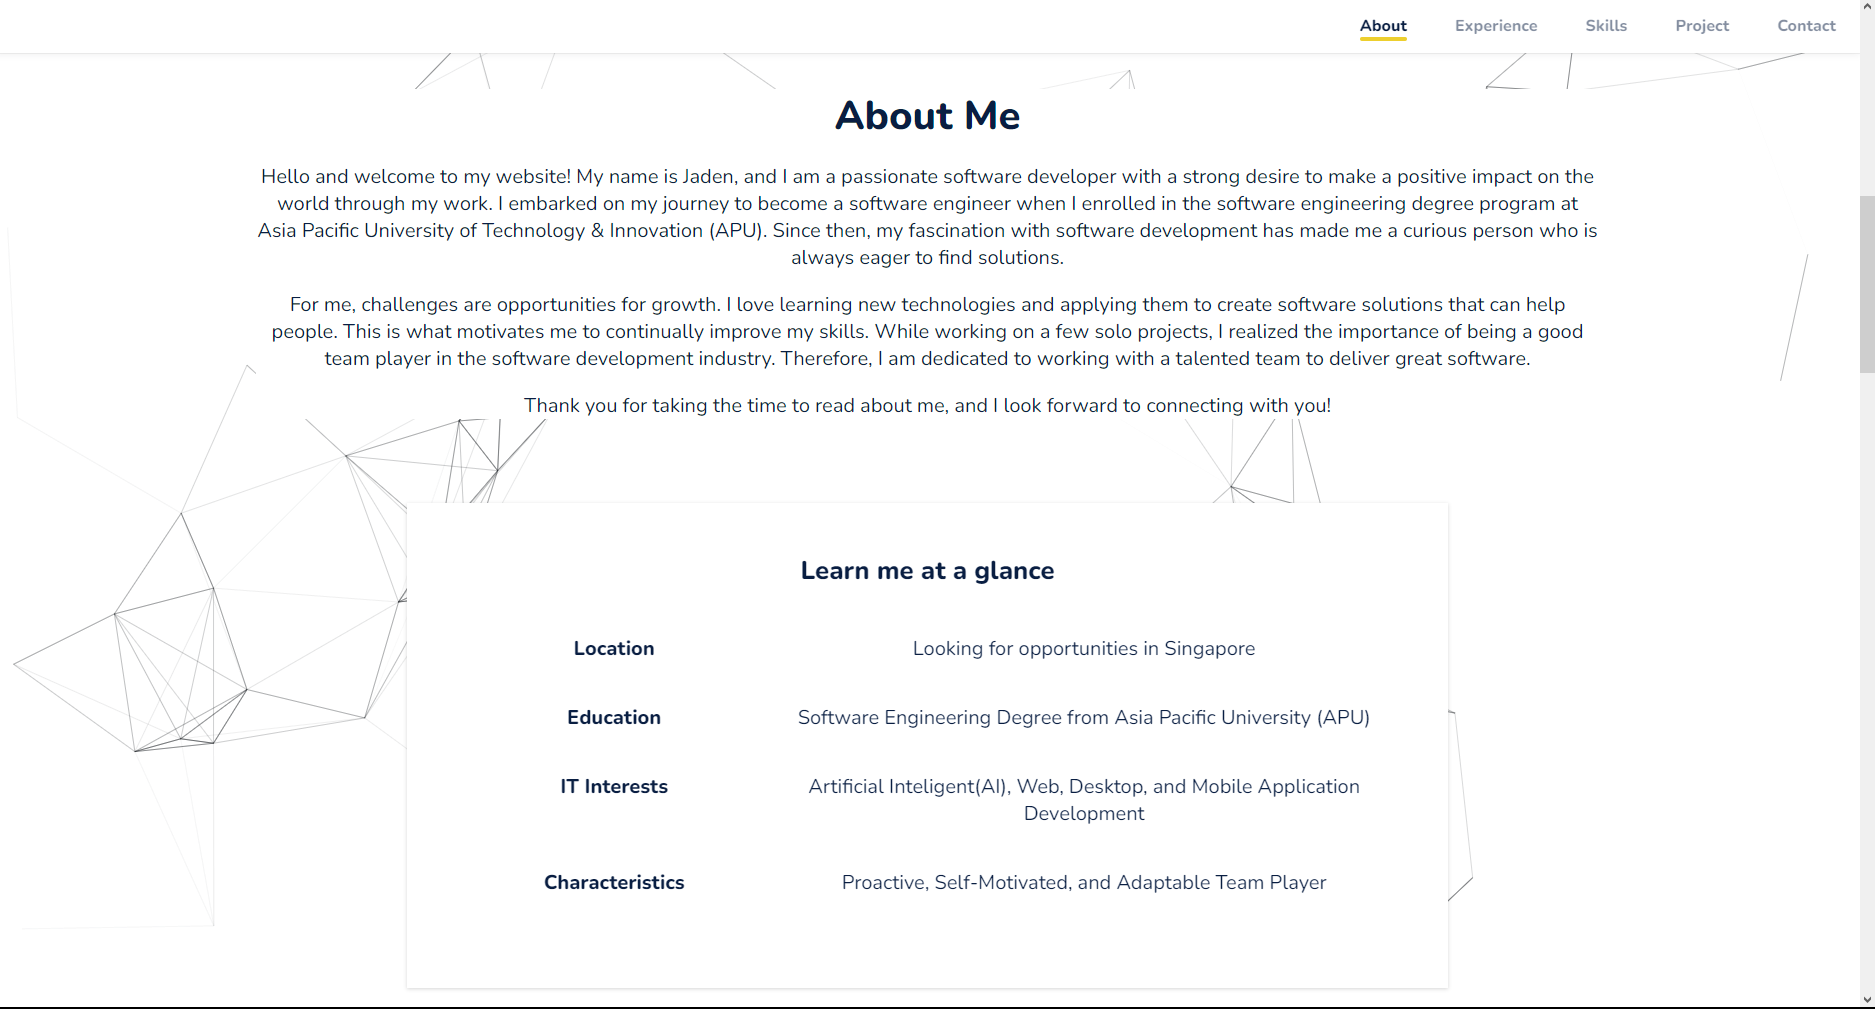 About Experience Skills Project Contact
About Me
Hello and welcome to my website! My name is Jaden, and I am a passionate software developer with a strong desire to make a positive impact on the
world through my work. I embarked on my journey to become a software engineer when I enrolled in the software engineering degree program at
Asia Pacific University of Technology & Innovation (APU). Since then, my fascination with software development has made me a curious person who is
always eager to find solutions.
For me, challenges are opportunities for growth. I love learning new technologies and applying them to create software solutions that can help
people. This is what motivates me to continually improve my skills. While working on a few solo projects, I realized the importance of being a good
team player in the software development industry. Therefore, I am dedicated to working with a talented team to deliver great software.
Thank you for taking the time to read about me, and I look forward to connecting with you!
Learn me at a glance
Location Looking for opportunities in Singapore
Education Software Engineering Degree from Asia Pacific University (APU)
IT Interests Artificial Inteligent(AI), Web, Desktop, and Mobile Application
Development
Characteristics Proactive, Self-Motivated, and Adaptable Team Player